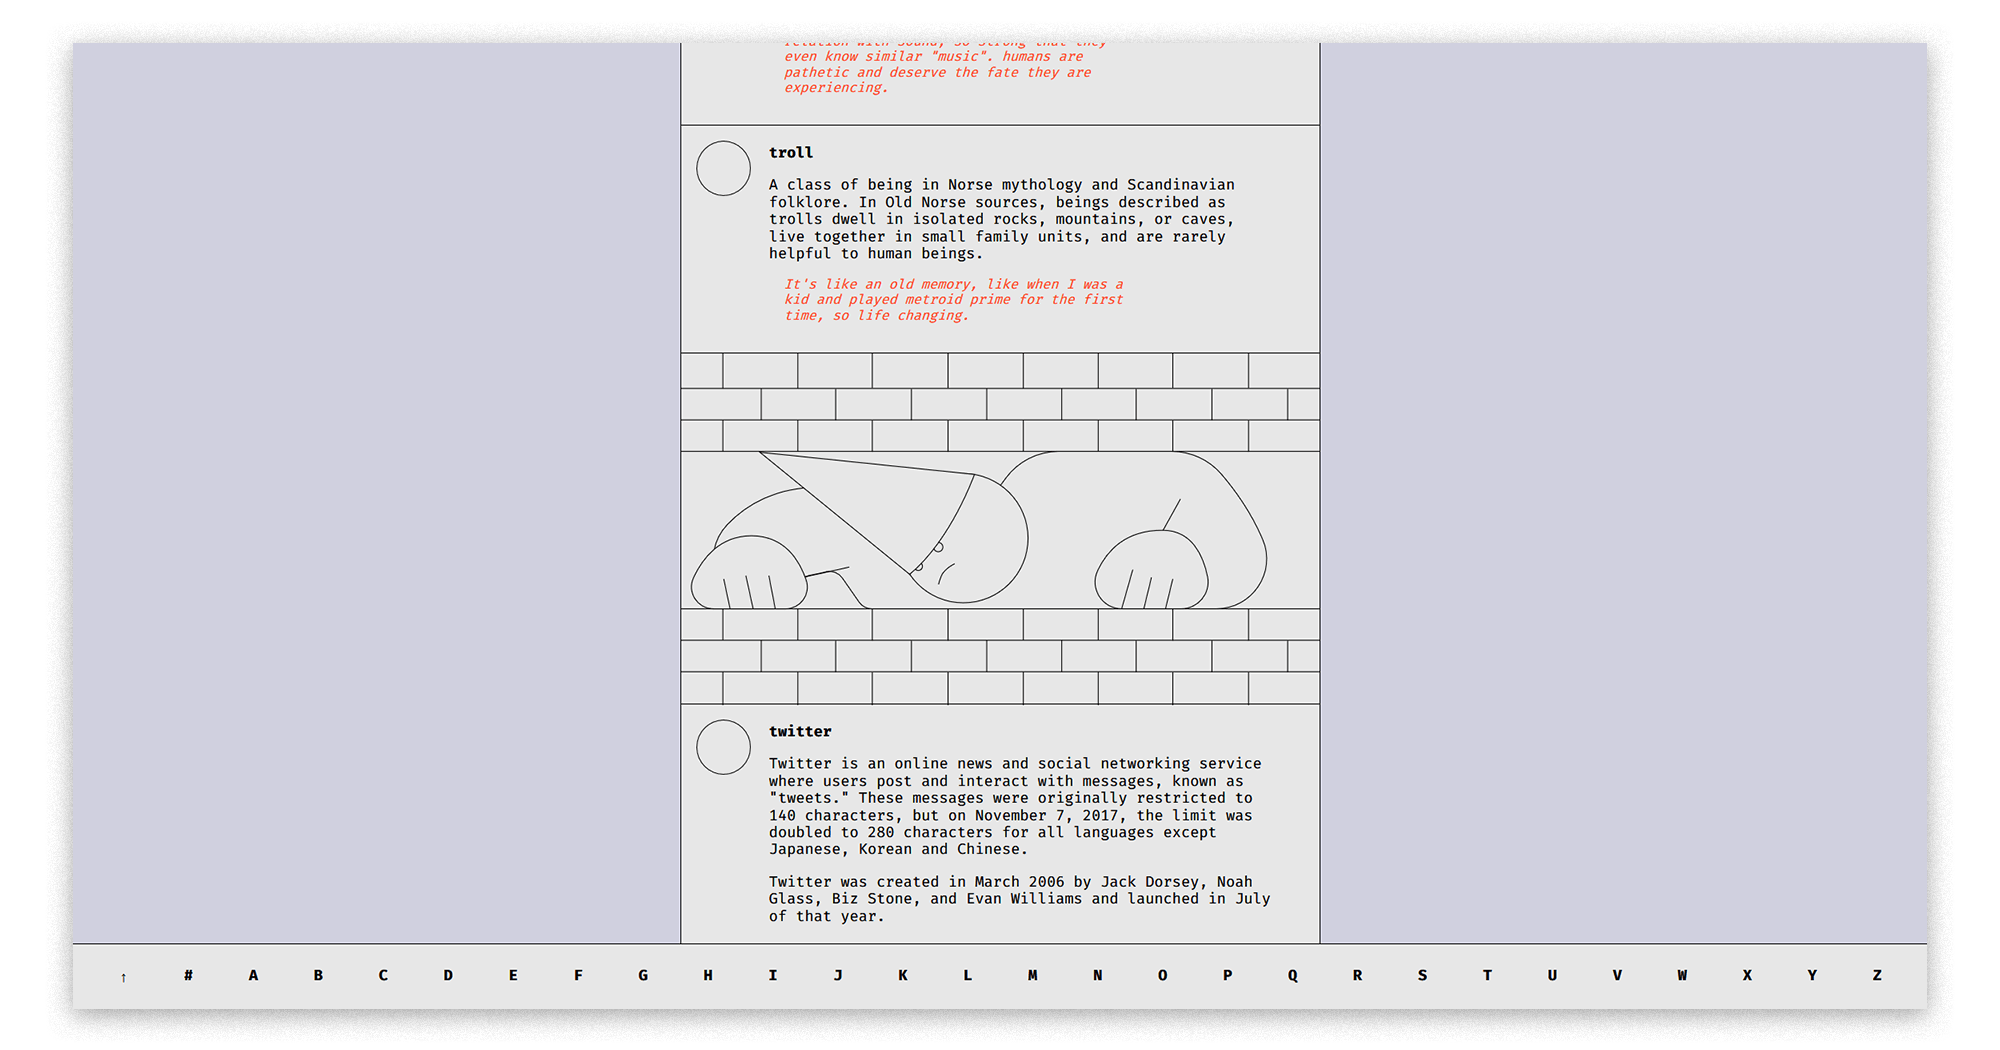 relation with sound, so strong that they
even know similar "music". humans are
pathetic and deserve the fate they are
experiencing.
troll
A class of being in Norse mythology and Scandinavian
folklore. In Old Norse sources, beings described as
trolls dwell in isolated rocks, mountains, or caves,
live together in small family units, and are rarely
helpful to human beings.
It's like an old memory, like when I was a
kid and played metroid prime for the first
time, so life changing.
twitter
Twitter is an online news and social networking service
where users post and interact with messages, known as
"tweets." These messages were originally restricted to
140 characters, but on November 7, 2017, the limit was
doubled to 280 characters for all languages except
Japanese, Korean and Chinese.
Twitter was created in March 2006 by Jack Dorsey, Noah
Glass, Biz Stone, and Evan Williams and launched in July
of that year.
↑ # A B C D E F G H I J K L M N O P Q R S T U V W X Y Z